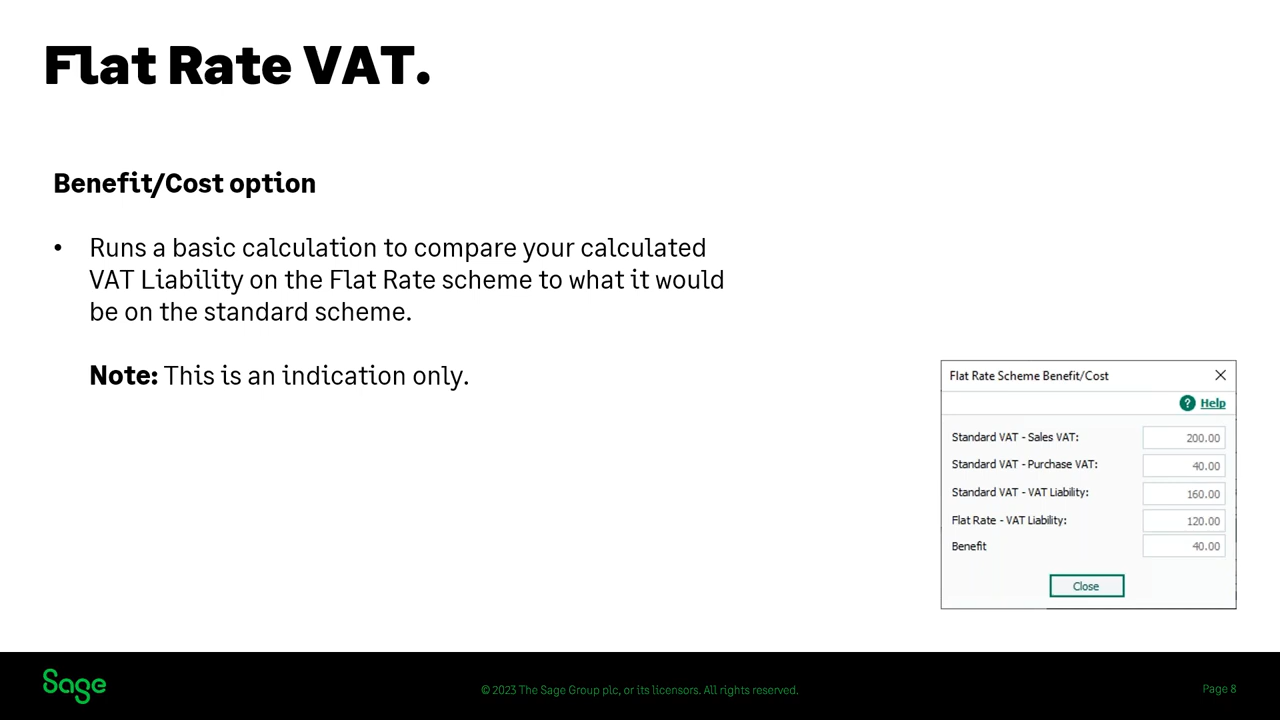 Flat Rate VAT.
Benefit/Cost option
• Runs a basic calculation to compare your calculated
VAT Liability on the Flat Rate scheme to what it would
be on the standard scheme.
Note: This is an indication only.
Flat Rate Scheme Benefit/Cost
? Help
Standard VAT - Sales VAT: 200.00
Standard VAT - Purchase VAT: 40.00
Standard VAT - VAT Liability: 160.00
Flat Rate - VAT Liability: 120.00
Benefit 40.00
Close
Sage
© 2023 The Sage Group plc, or its licensors. All rights reserved.
Page 8